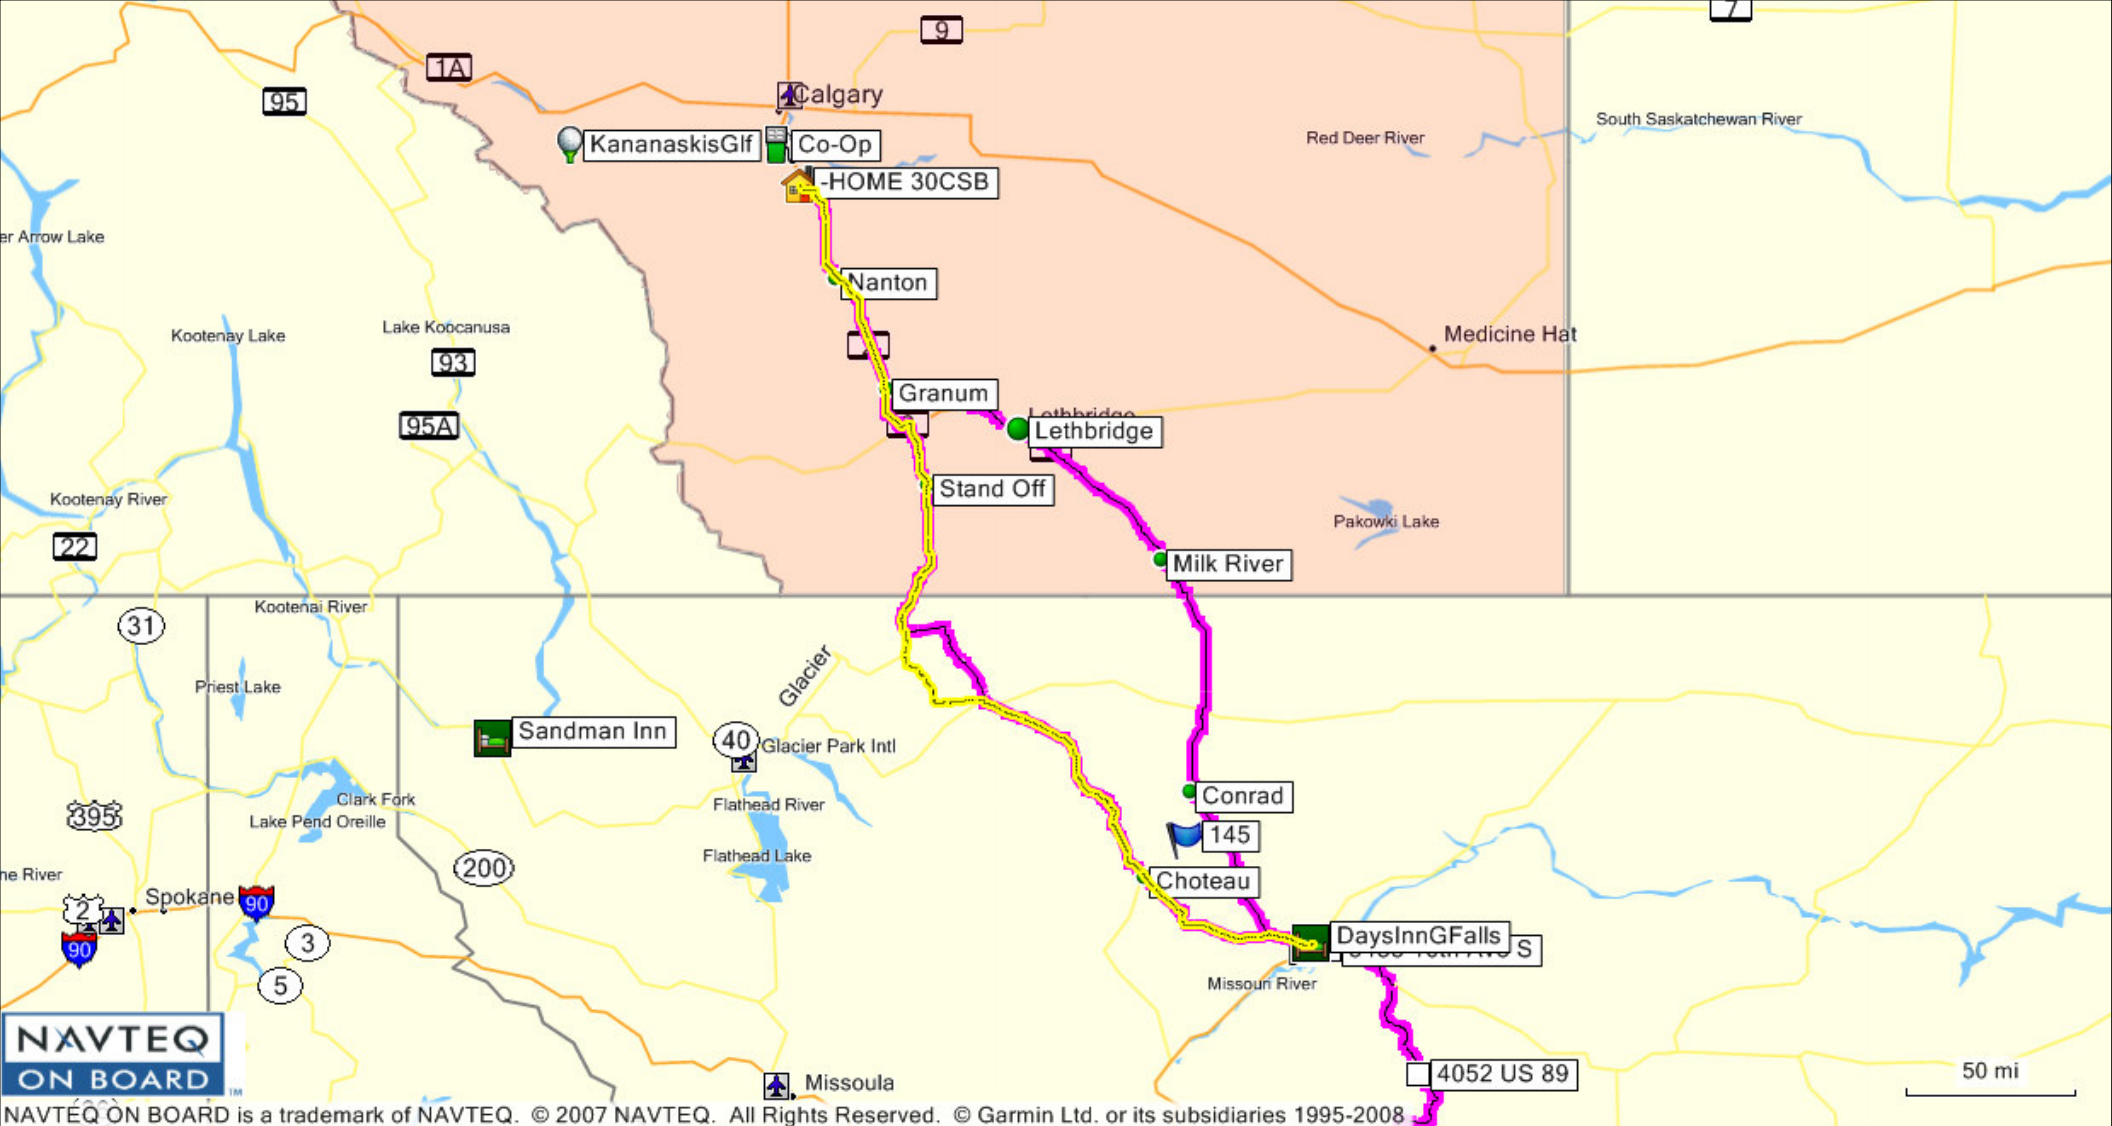 7
9
1A
95
Calgary
South Saskatchewan River
Red Deer River
KananaskisGlf
Co-Op
-HOME 30CSB
er Arrow Lake
Nanton
Kootenay Lake
Lake Koocanusa
Medicine Hat
93
Granum
Lethbridge
95A
Lethbridge
Stand Off
Kootenay River
Pakowki Lake
22
Milk River
Kootenai River
31
Glacier
Priest Lake
Sandman Inn
40
Glacier Park Intl
Conrad
Clark Fork
Flathead River
395
Lake Pend Oreille
145
Flathead Lake
200
ne River
Choteau
Spokane
90
2
DaysInnGFalls
3
90
S
5
Missouri River
NAVTEQ
ON BOARD
TM
4052 US 89
50 mi
Missoula
NAVTEQ ON BOARD is a trademark of NAVTEQ. © 2007 NAVTEQ. All Rights Reserved. © Garmin Ltd. or its subsidiaries 1995-2008